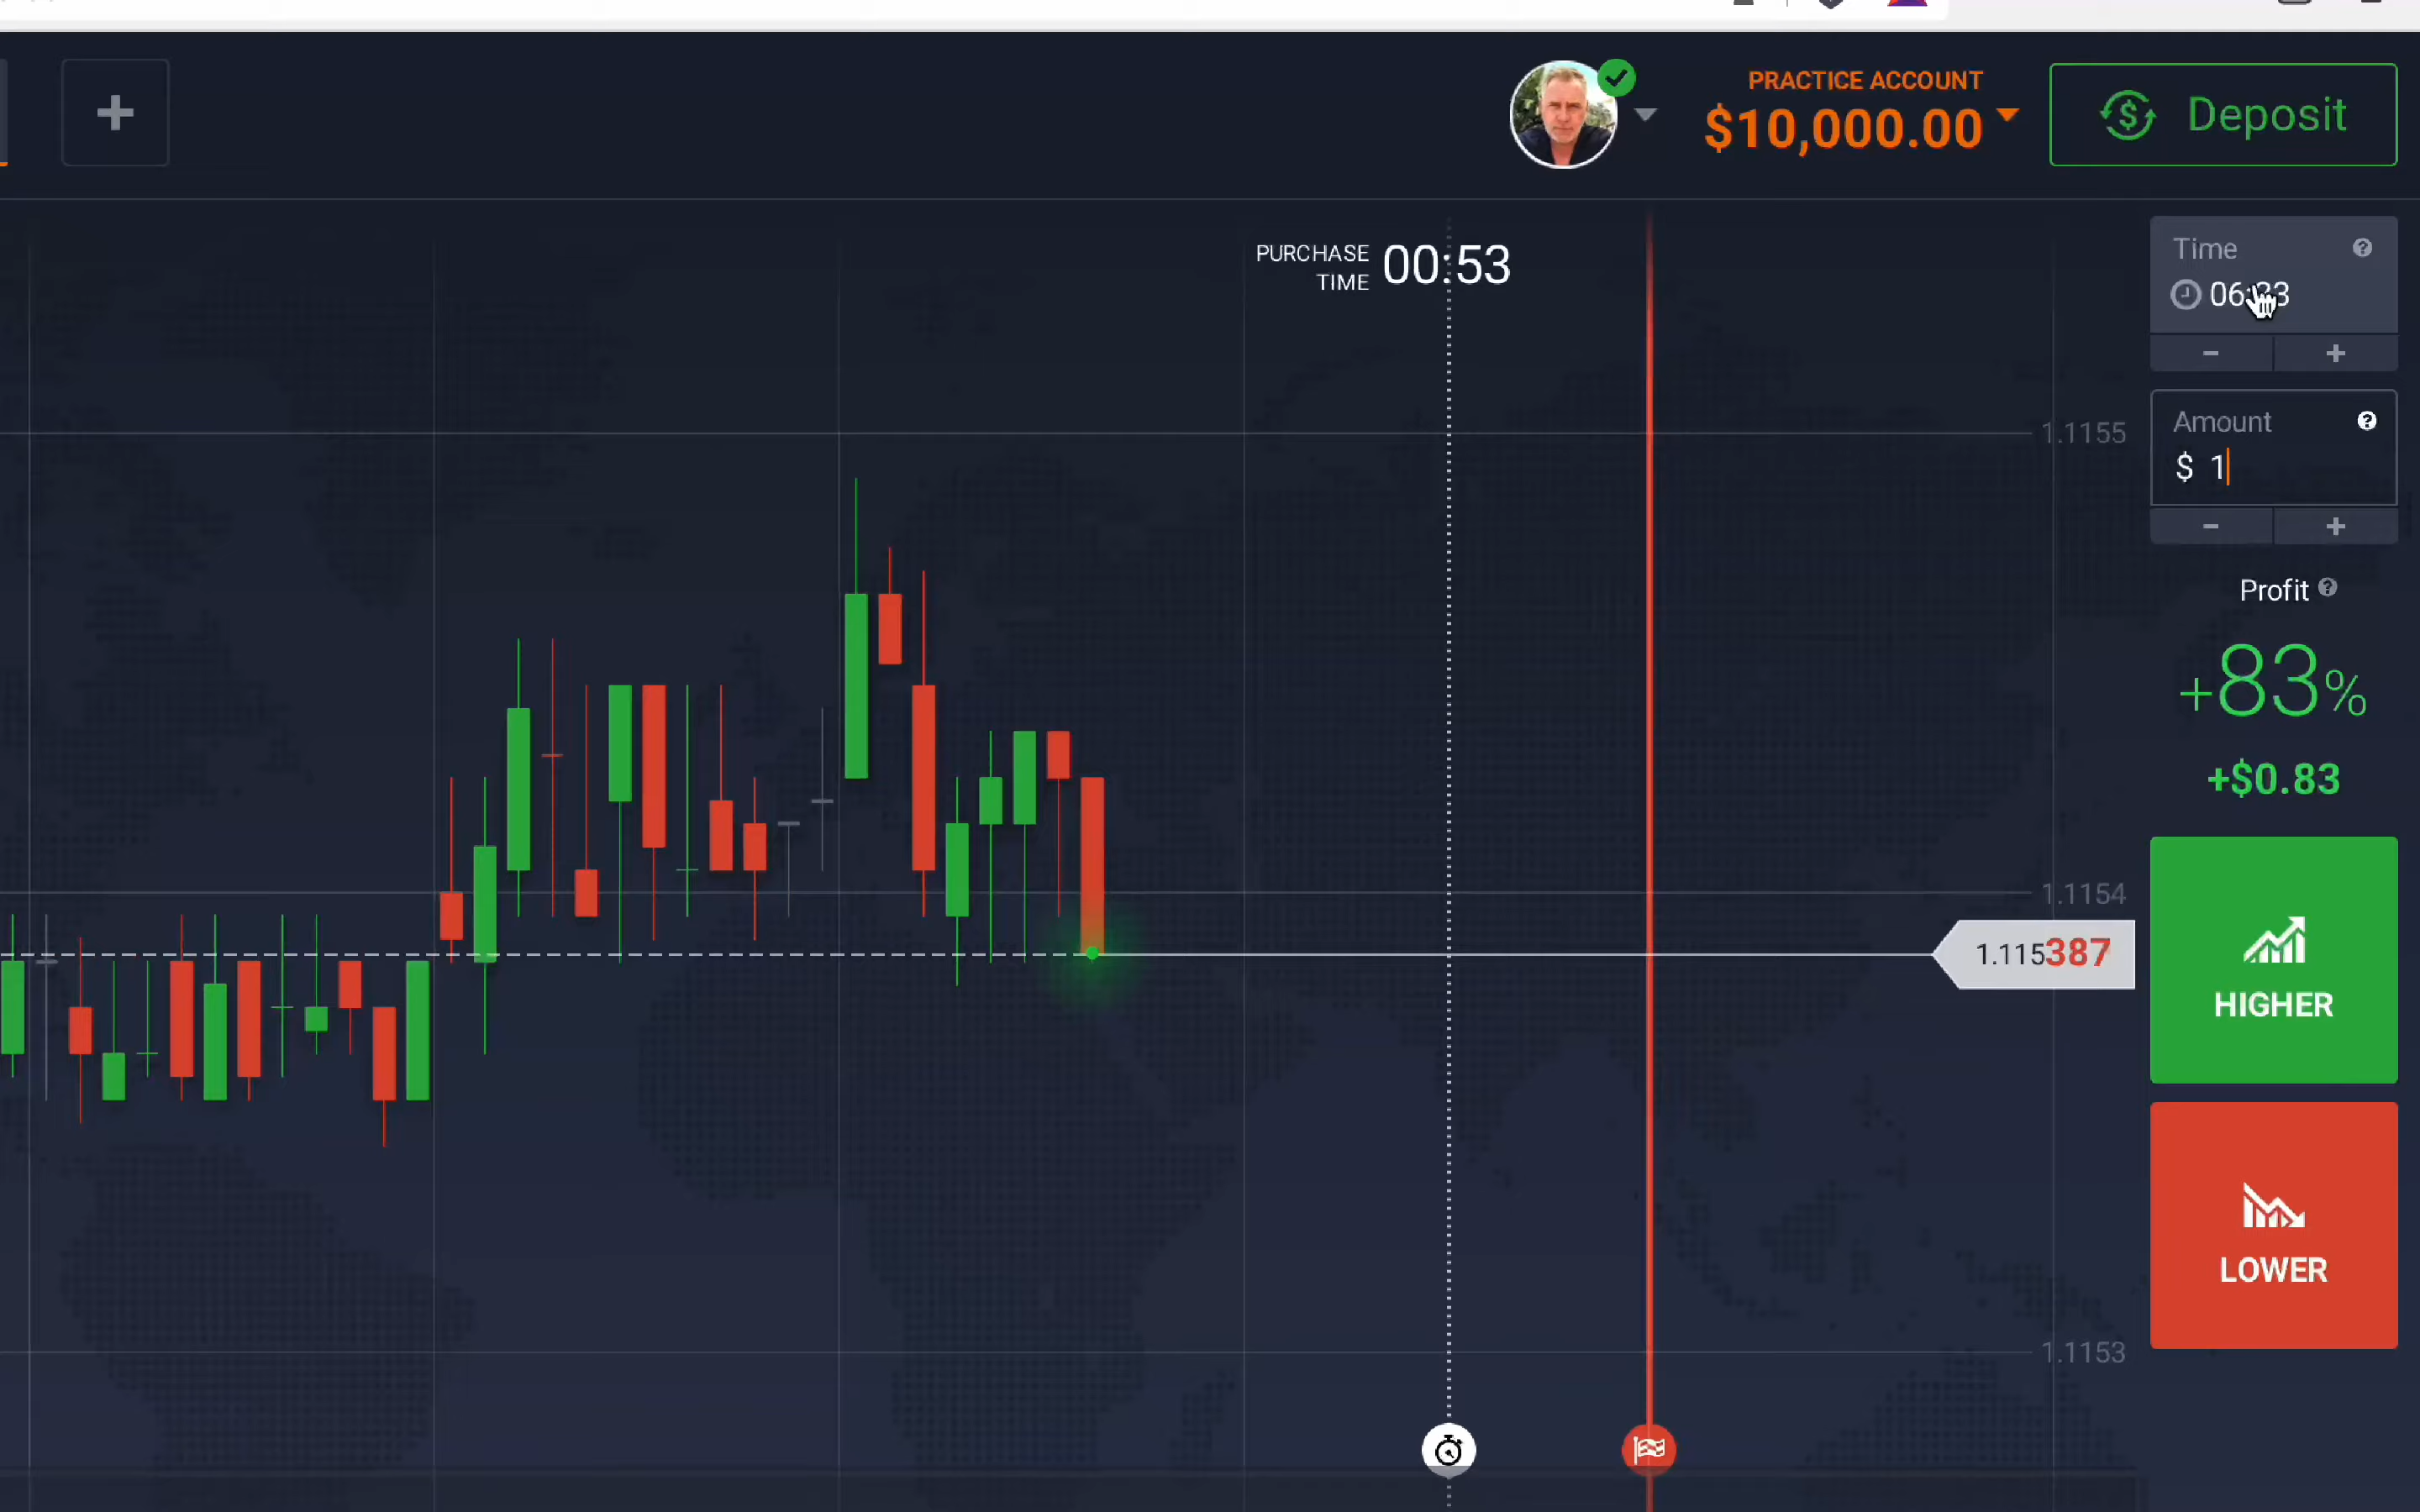 PRACTICE ACCOUNT
$10,000.00
Deposit
PURCHASE
TIME
00:53
Time
Amount
$ 1
1.1155
Profit
+83%
+$0.83
1.1154
1.115387
HIGHER
LOWER
1.1153